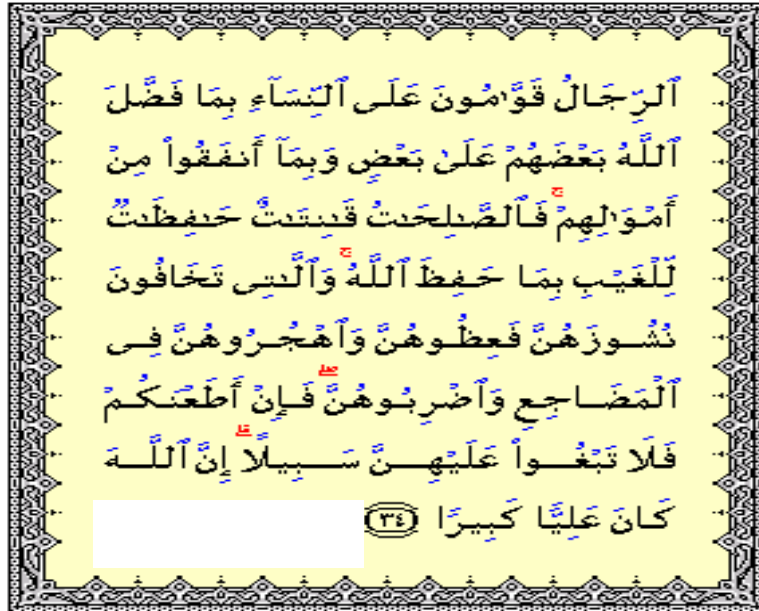 ٱلرِّجَالُ قَوَّٰمُونَ عَلَى ٱلنِّسَآءِ بِمَا فَضَّلَ
ٱللَّهُ بَعْضَهُمْ عَلَىٰ بَعْضٍ وَبِمَآ أَنفَقُوا۟ مِنْ
أَمْوَٰلِهِمْ ۚ فَٱلصَّٰلِحَٰتُ قَٰنِتَٰتٌ حَٰفِظَٰتٌ
لِّلْغَيْبِ بِمَا حَفِظَ ٱللَّهُ ۚ وَٱلَّٰتِى تَخَافُونَ
نُشُوزَهُنَّ فَعِظُوهُنَّ وَٱهْجُرُوهُنَّ فِى
ٱلْمَضَاجِعِ وَٱضْرِبُوهُنَّ ۖ فَإِنْ أَطَعْنَكُمْ
فَلَا تَبْغُوا۟ عَلَيْهِنَّ سَبِيلًا ۗ إِنَّ ٱللَّهَ
كَانَ عَلِيًّا كَبِيرًا ﴿٣٤﴾